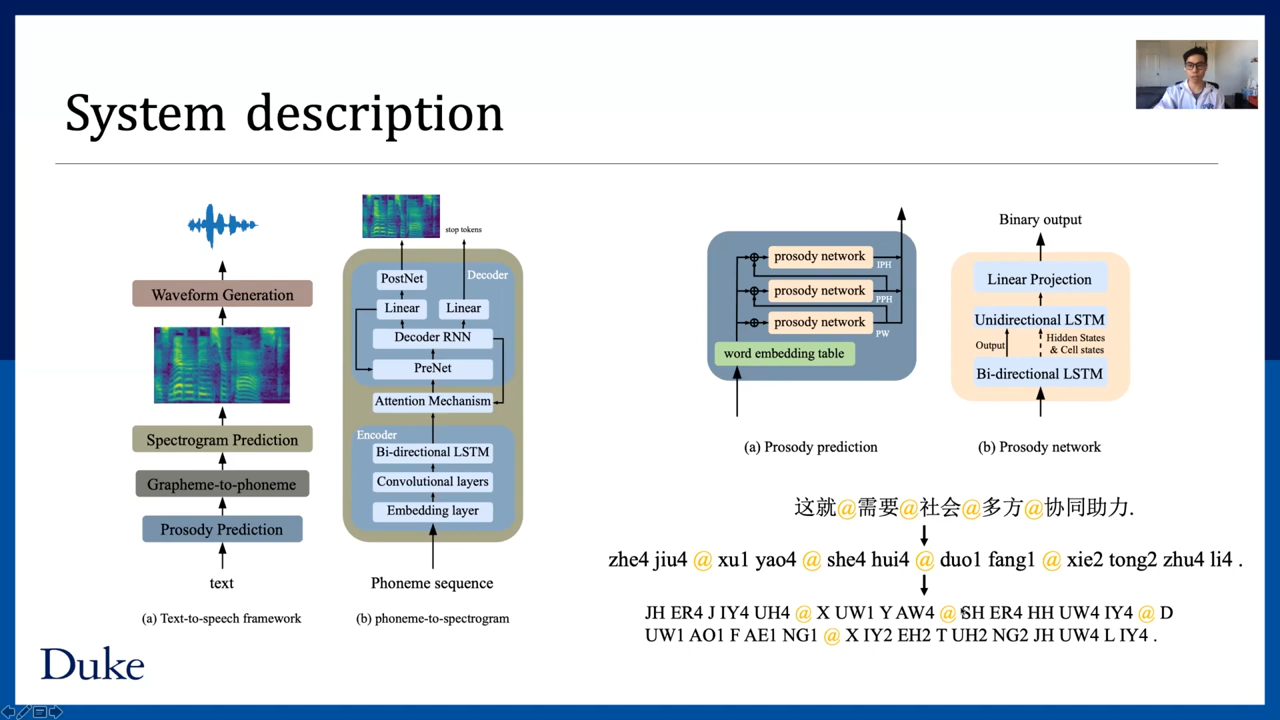 System description
Waveform Generation
Spectrogram Prediction
Grapheme-to-phoneme
Prosody Prediction
text
(a) Text-to-speech framework
stop tokens
PostNet
Decoder
Linear
Linear
Decoder RNN
PreNet
Attention Mechanism
Encoder
Bi-directional LSTM
Convolutional layers
Embedding layer
Phoneme sequence
(b) phoneme-to-spectrogram
prosody network
IPH
prosody network
PPH
prosody network
PW
word embedding table
(a) Prosody prediction
Binary output
Linear Projection
Unidirectional LSTM
Output
Hidden States
& Cell states
Bi-directional LSTM
(b) Prosody network
这就@需要@社会@多方@协同助力.
zhe4 jiu4 @ xu1 yao4 @ she4 hui4 @ duo1 fang1 @ xie2 tong2 zhu4 li4 .
JH ER4 J IY4 UH4 @ X UW1 Y AW4 @ SH ER4 HH UW4 IY4 @ D
UW1 AO1 F AE1 NG1 @ X IY2 EH2 T UH2 NG2 JH UW4 L IY4 .
Duke